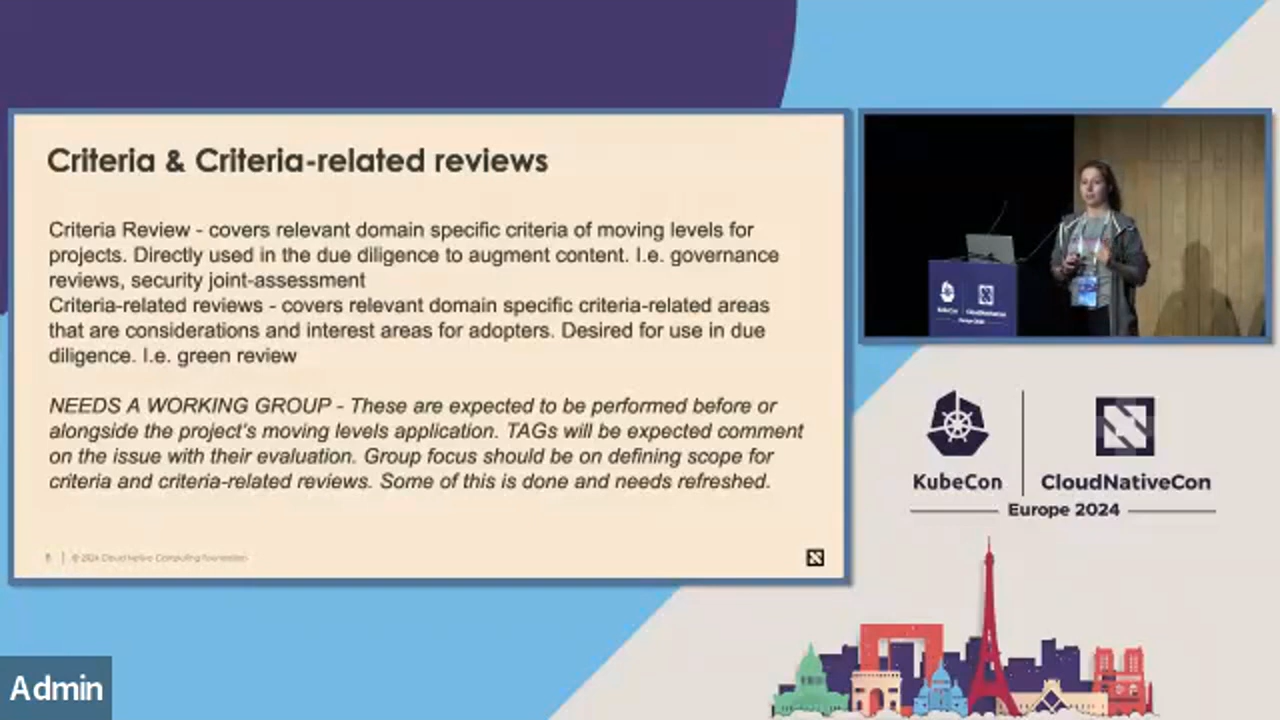 Criteria & Criteria-related reviews
Criteria Review - covers relevant domain specific criteria of moving levels for
projects. Directly used in the due diligence to augment content. I.e. governance
reviews, security joint-assessment
Criteria-related reviews - covers relevant domain specific criteria-related areas
that are considerations and interest areas for adopters. Desired for use in due
diligence. I.e. green review
NEEDS A WORKING GROUP - These are expected to be performed before or
alongside the project's moving levels application. TAGs will be expected comment
on the issue with their evaluation. Group focus should be on defining scope for
criteria and criteria-related reviews. Some of this is done and needs refreshed.
© 2024 Cloud Native Computing Foundation
KubeCon
CloudNativeCon
Europe 2024
Admin